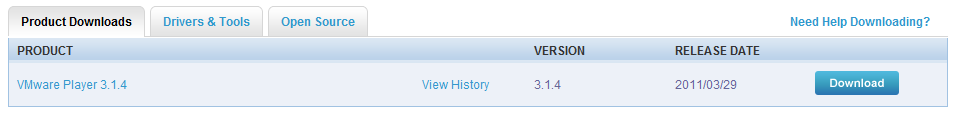 Product Downloads Drivers & Tools Open Source Need Help Downloading?
PRODUCT VERSION RELEASE DATE
VMware Player 3.1.4 View History 3.1.4 2011/03/29 Download